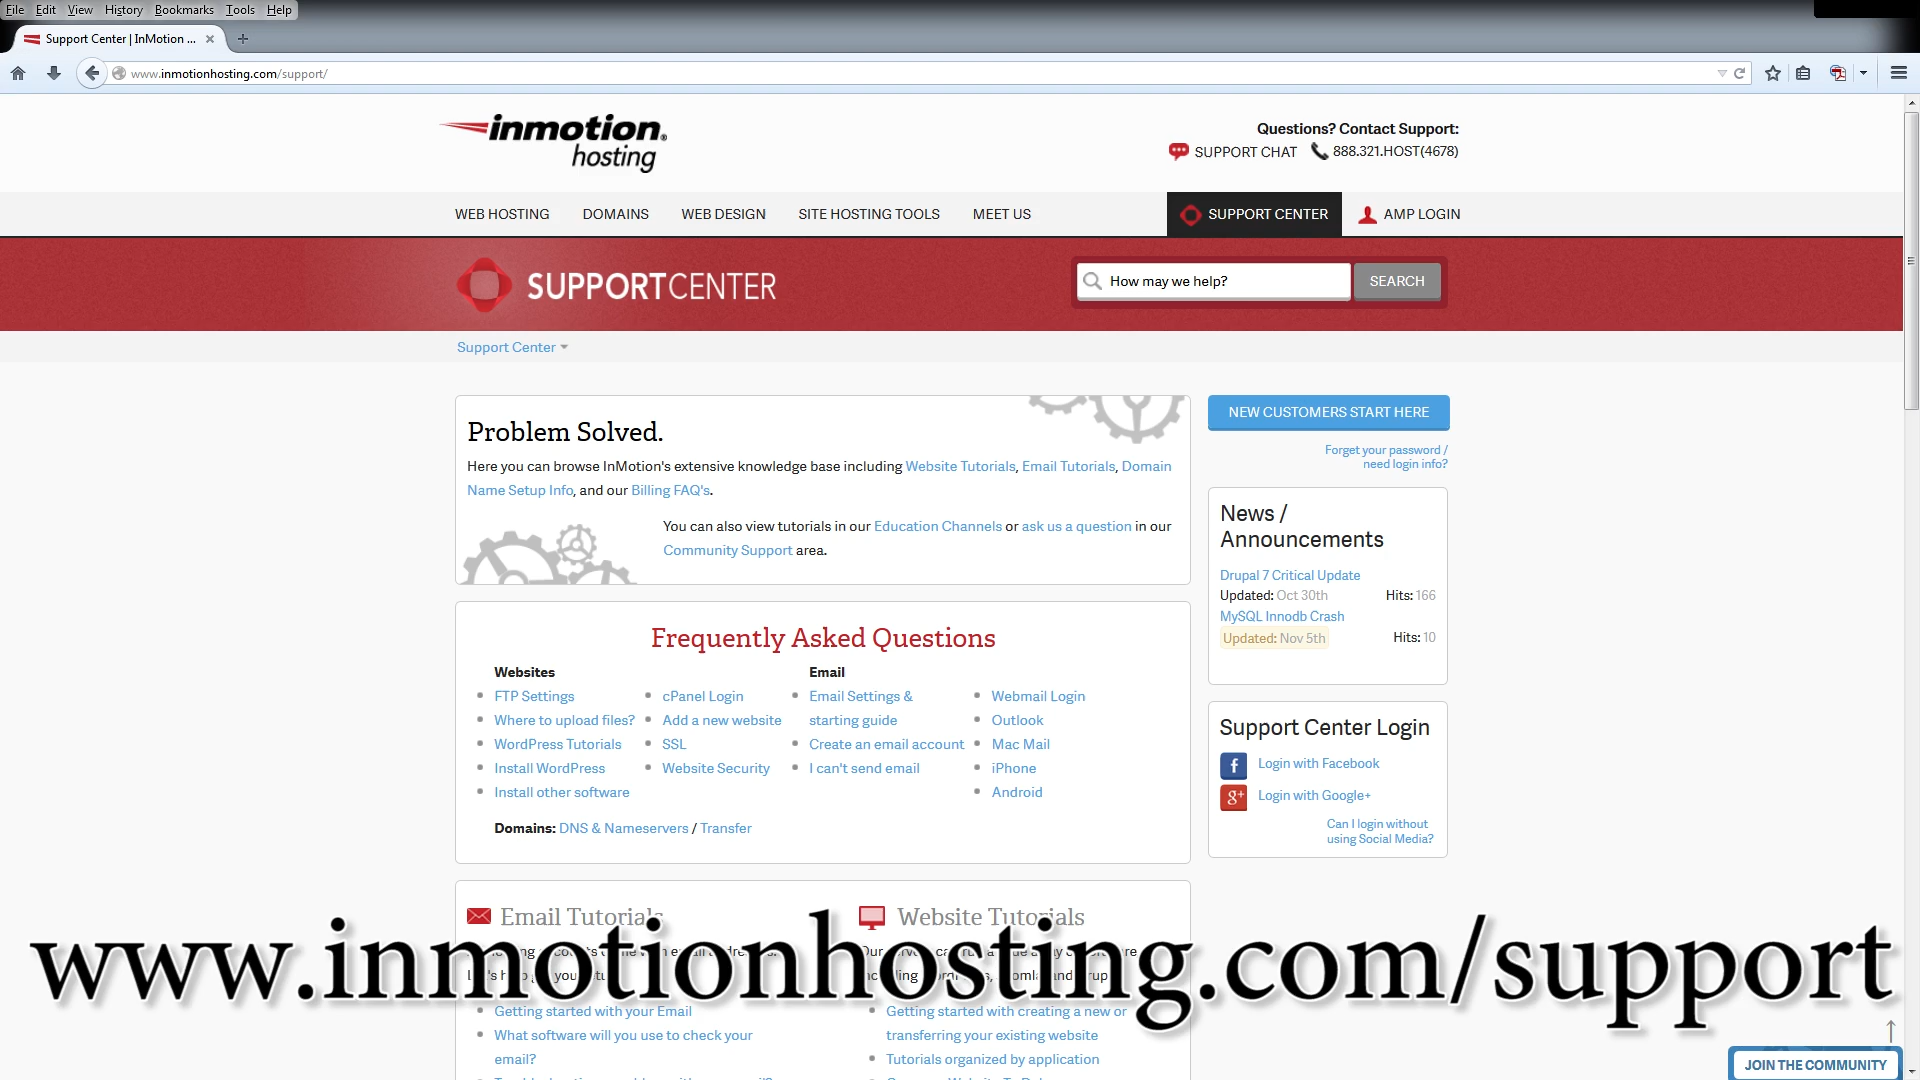 File Edit View History Bookmarks Tools Help
Support Center | InMotion ...
www.inmotionhosting.com/support/
inmotion®
hosting
Questions? Contact Support:
SUPPORT CHAT 888.321.HOST(4678)
WEB HOSTING DOMAINS WEB DESIGN SITE HOSTING TOOLS MEET US SUPPORT CENTER AMP LOGIN
SUPPORTCENTER
How may we help? SEARCH
Support Center
Problem Solved.
Here you can browse InMotion's extensive knowledge base including Website Tutorials, Email Tutorials, Domain
Name Setup Info, and our Billing FAQ's.
You can also view tutorials in our Education Channels or ask us a question in our
Community Support area.
NEW CUSTOMERS START HERE
Forget your password /
need login info?
News /
Announcements
Drupal 7 Critical Update
Updated: Oct 30th Hits: 166
MySQL Innodb Crash
Updated: Nov 5th Hits: 10
Frequently Asked Questions
Websites Email
FTP Settings cPanel Login Email Settings & Webmail Login
Where to upload files? Add a new website starting guide Outlook
WordPress Tutorials SSL Create an email account Mac Mail
Install WordPress Website Security I can't send email iPhone
Install other software Android
Domains: DNS & Nameservers / Transfer
Support Center Login
f Login with Facebook
g+ Login with Google+
Can I login without
using Social Media?
Email Tutorials Website Tutorials
www.inmotionhosting.com/support
Getting started with your Email Getting started with creating a new or
What software will you use to check your transferring your existing website
email? Tutorials organized by application
JOIN THE COMMUNITY